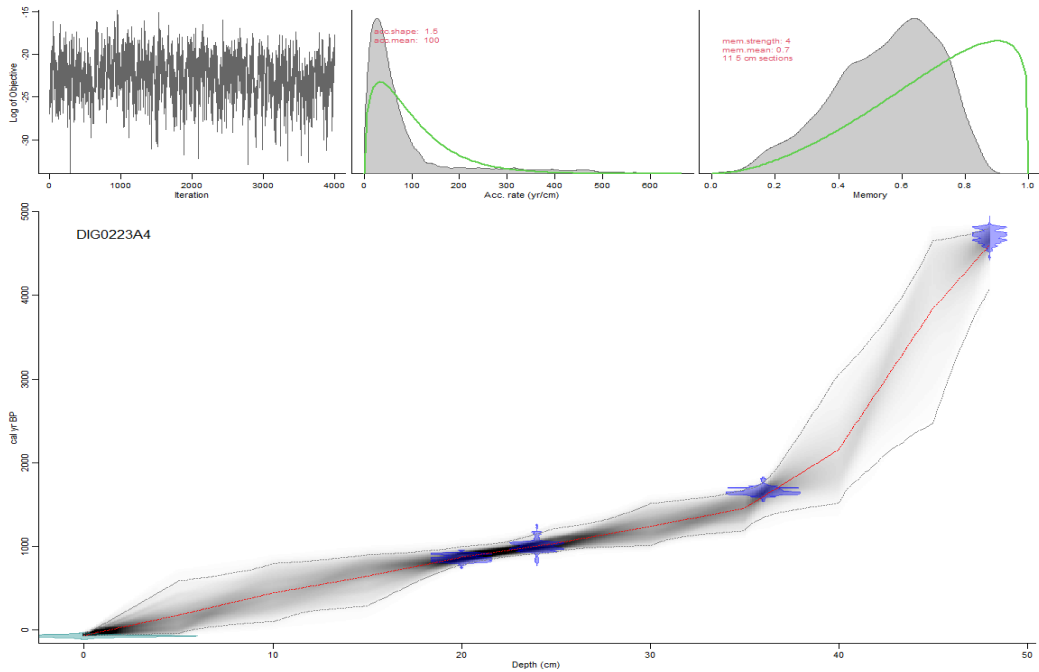 Log of Objective
-15
-20
-25
-30
0
1000
2000
3000
4000
Iteration
acc.shape: 1.5
acc.mean: 100
0
100
200
300
400
500
600
Acc. rate (yr/cm)
mem.strength: 4
mem.mean: 0.7
11 5 cm sections
0.0
0.2
0.4
0.6
0.8
1.0
Memory
DIG0223A4
cal yr BP
5000
4000
3000
2000
1000
0
0
10
20
30
40
50
Depth (cm)